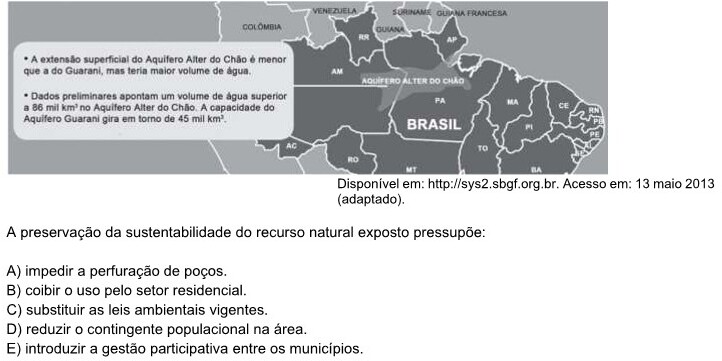 VENEZUELA
SURINAME
GUIANA FRANCESA
COLÔMBIA
GUIANA
RR
AP
• A extensão superficial do Aquífero Alter do Chão é menor
que a do Guarani, mas teria maior volume de água.
AM
AQUÍFERO ALTER DO CHÃO
• Dados preliminares apontam um volume de água superior
a 86 mil km³ no Aquífero Alter do Chão. A capacidade do
Aquífero Guarani gira em torno de 45 mil km³.
PA
MA
CE
RN
PB
BRASIL
PI
PE
AC
TO
AL
SE
RO
MT
BA
Disponível em: http://sys2.sbgf.org.br. Acesso em: 13 maio 2013
(adaptado).
A preservação da sustentabilidade do recurso natural exposto pressupõe:
A) impedir a perfuração de poços.
B) coibir o uso pelo setor residencial.
C) substituir as leis ambientais vigentes.
D) reduzir o contingente populacional na área.
E) introduzir a gestão participativa entre os municípios.